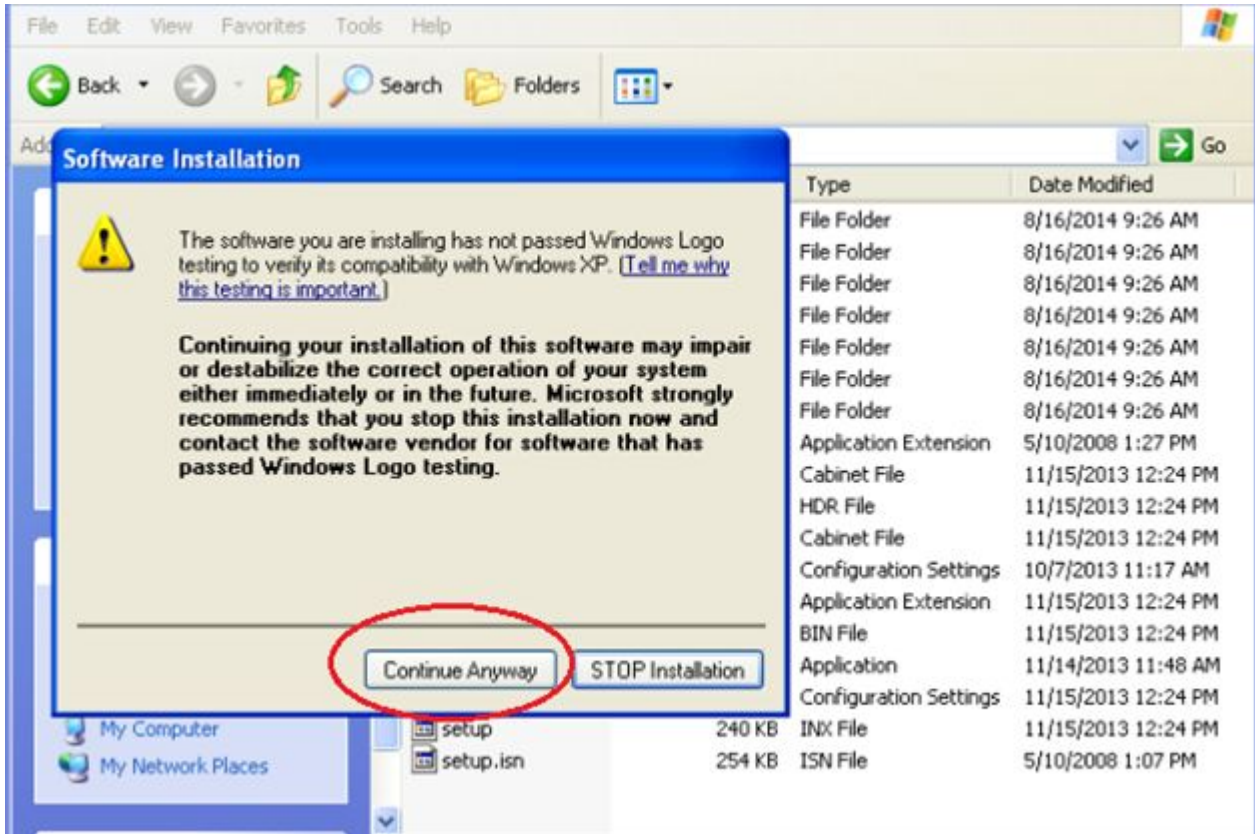 File Edit View Favorites Tools Help
Back Search Folders
Add Go
Software Installation
Type Date Modified
The software you are installing has not passed Windows Logo
testing to verify its compatibility with Windows XP. (Tell me why
this testing is important.)
Continuing your installation of this software may impair
or destabilize the correct operation of your system
either immediately or in the future. Microsoft strongly
recommends that you stop this installation now and
contact the software vendor for software that has
passed Windows Logo testing.
Continue Anyway STOP Installation
File Folder 8/16/2014 9:26 AM
File Folder 8/16/2014 9:26 AM
File Folder 8/16/2014 9:26 AM
File Folder 8/16/2014 9:26 AM
File Folder 8/16/2014 9:26 AM
File Folder 8/16/2014 9:26 AM
File Folder 8/16/2014 9:26 AM
Application Extension 5/10/2008 1:27 PM
Cabinet File 11/15/2013 12:24 PM
HDR File 11/15/2013 12:24 PM
Cabinet File 11/15/2013 12:24 PM
Configuration Settings 10/7/2013 11:17 AM
Application Extension 11/15/2013 12:24 PM
BIN File 11/15/2013 12:24 PM
Application 11/14/2013 11:48 AM
Configuration Settings 11/15/2013 12:24 PM
My Computer setup 240 KB INX File 11/15/2013 12:24 PM
My Network Places setup.isn 254 KB ISN File 5/10/2008 1:07 PM